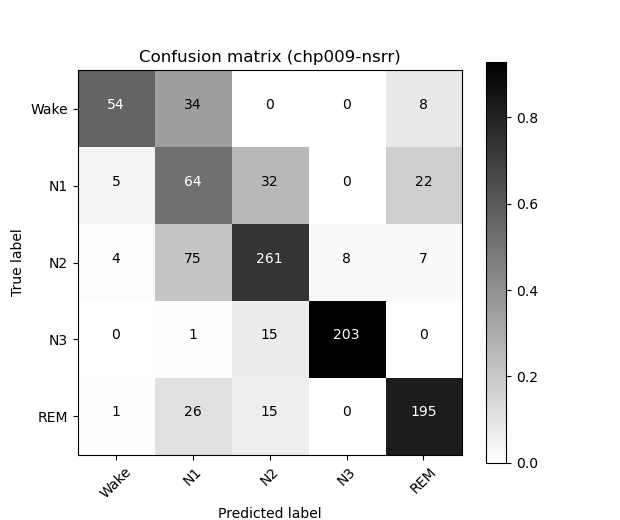 Confusion matrix (chp009-nsrr)
True label
Wake 54 34 0 0 8
N1 5 64 32 0 22
N2 4 75 261 8 7
N3 0 1 15 203 0
REM 1 26 15 0 195
Wake N1 N2 N3 REM
Predicted label
0.8
0.6
0.4
0.2
0.0